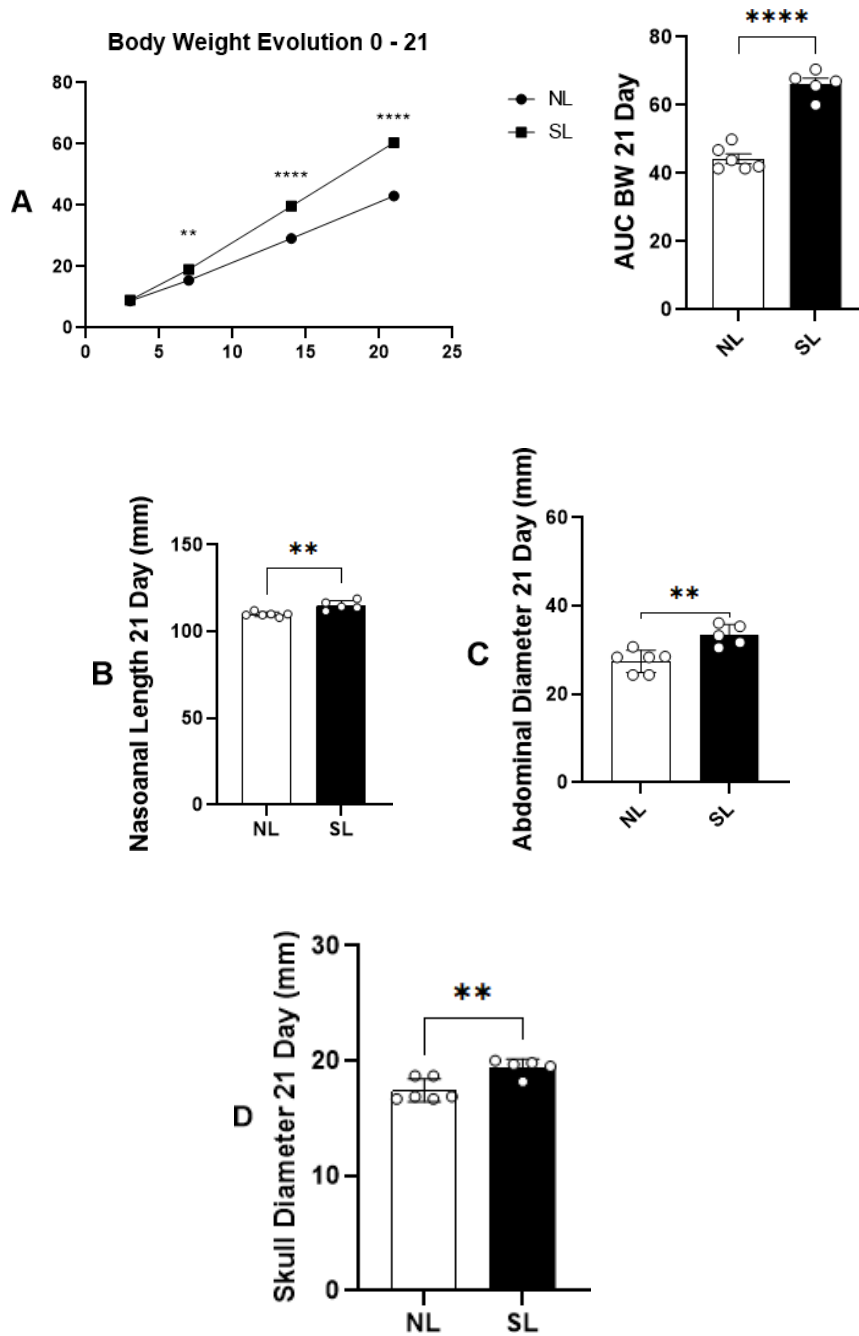 Body Weight Evolution 0 - 21
A
80
60
40
20
0
0 5 10 15 20 25
**
****
****
NL
SL
AUC BW 21 Day
80
60
40
20
0
****
NL SL
B
Nasoanal Length 21 Day (mm)
150
100
50
0
**
NL SL
C
Abdominal Diameter 21 Day (mm)
60
40
20
0
**
NL SL
D
Skull Diameter 21 Day (mm)
30
20
10
0
**
NL SL